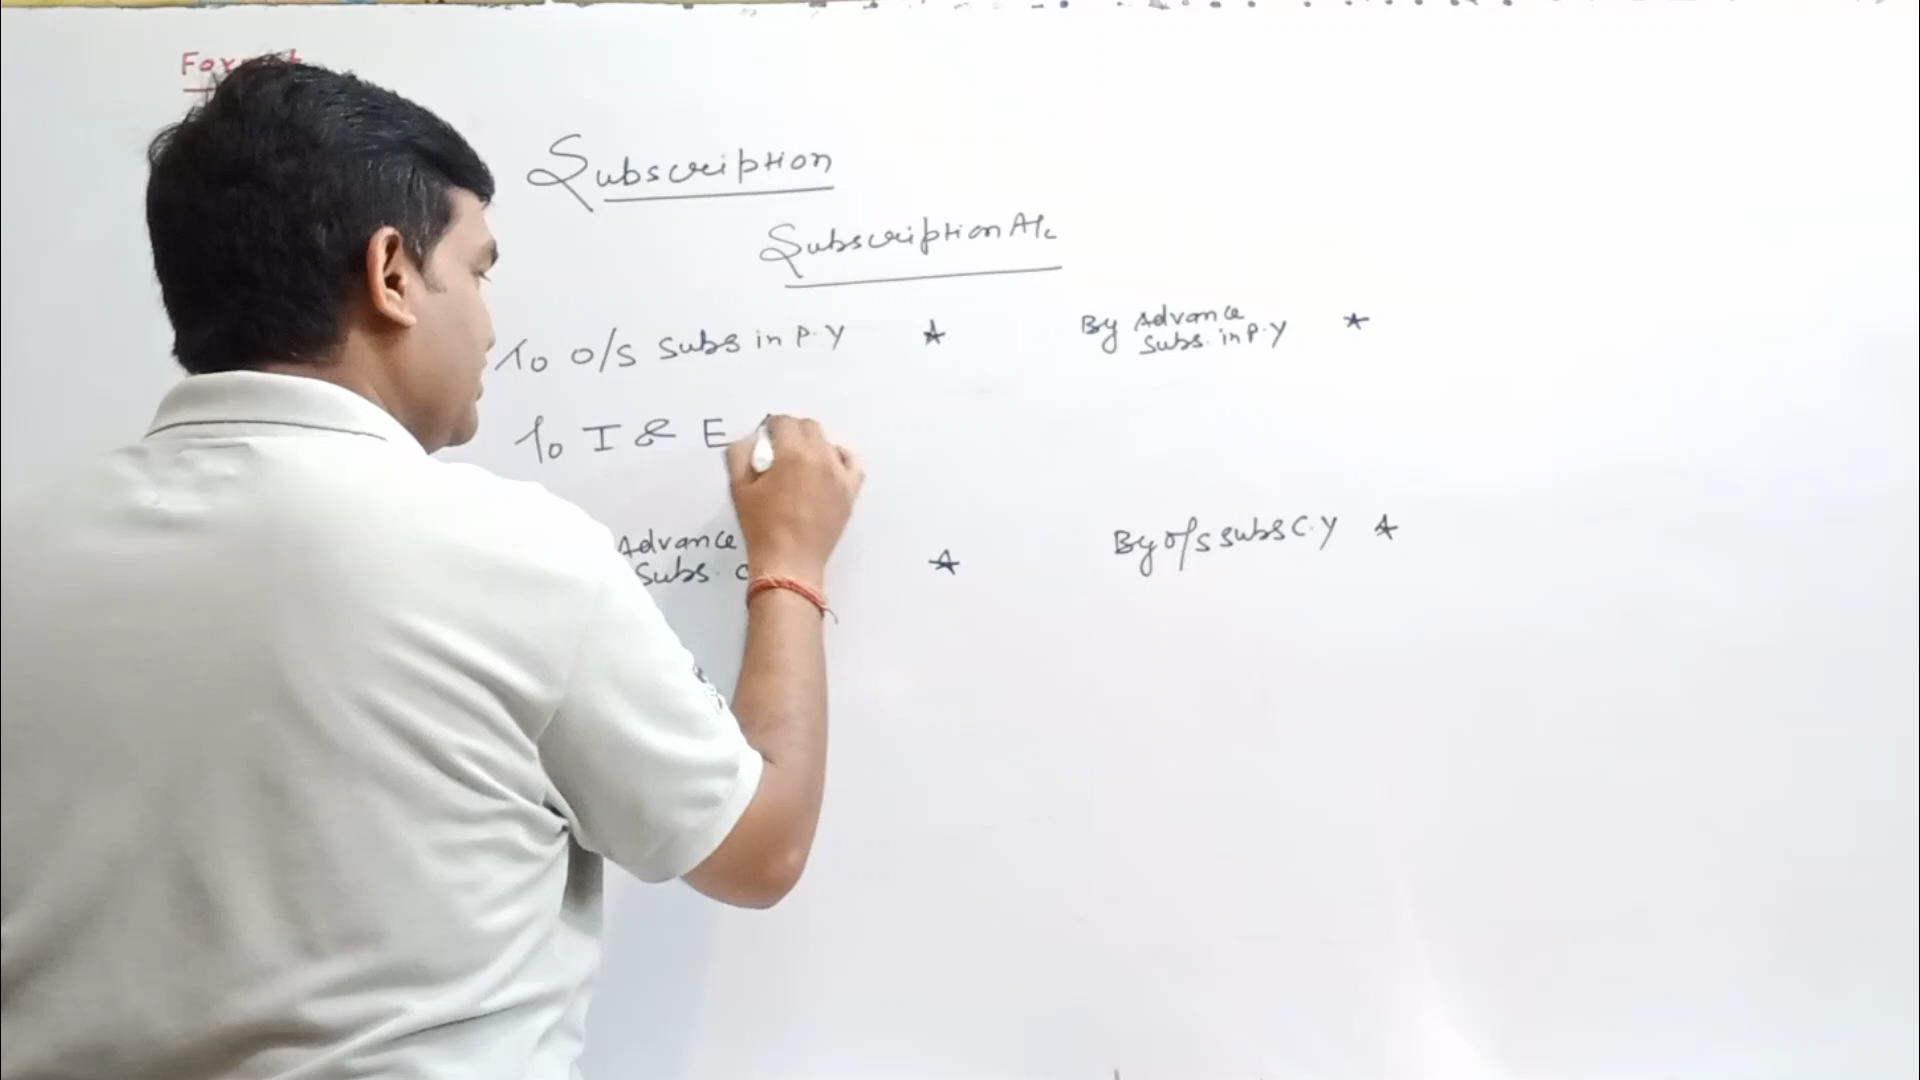 Subscription
Subscription A/c
To O/S Subs in P.Y
By Advance
Subs. in P.Y
To I & E
Advance
Subs.
By O/s subs C.Y